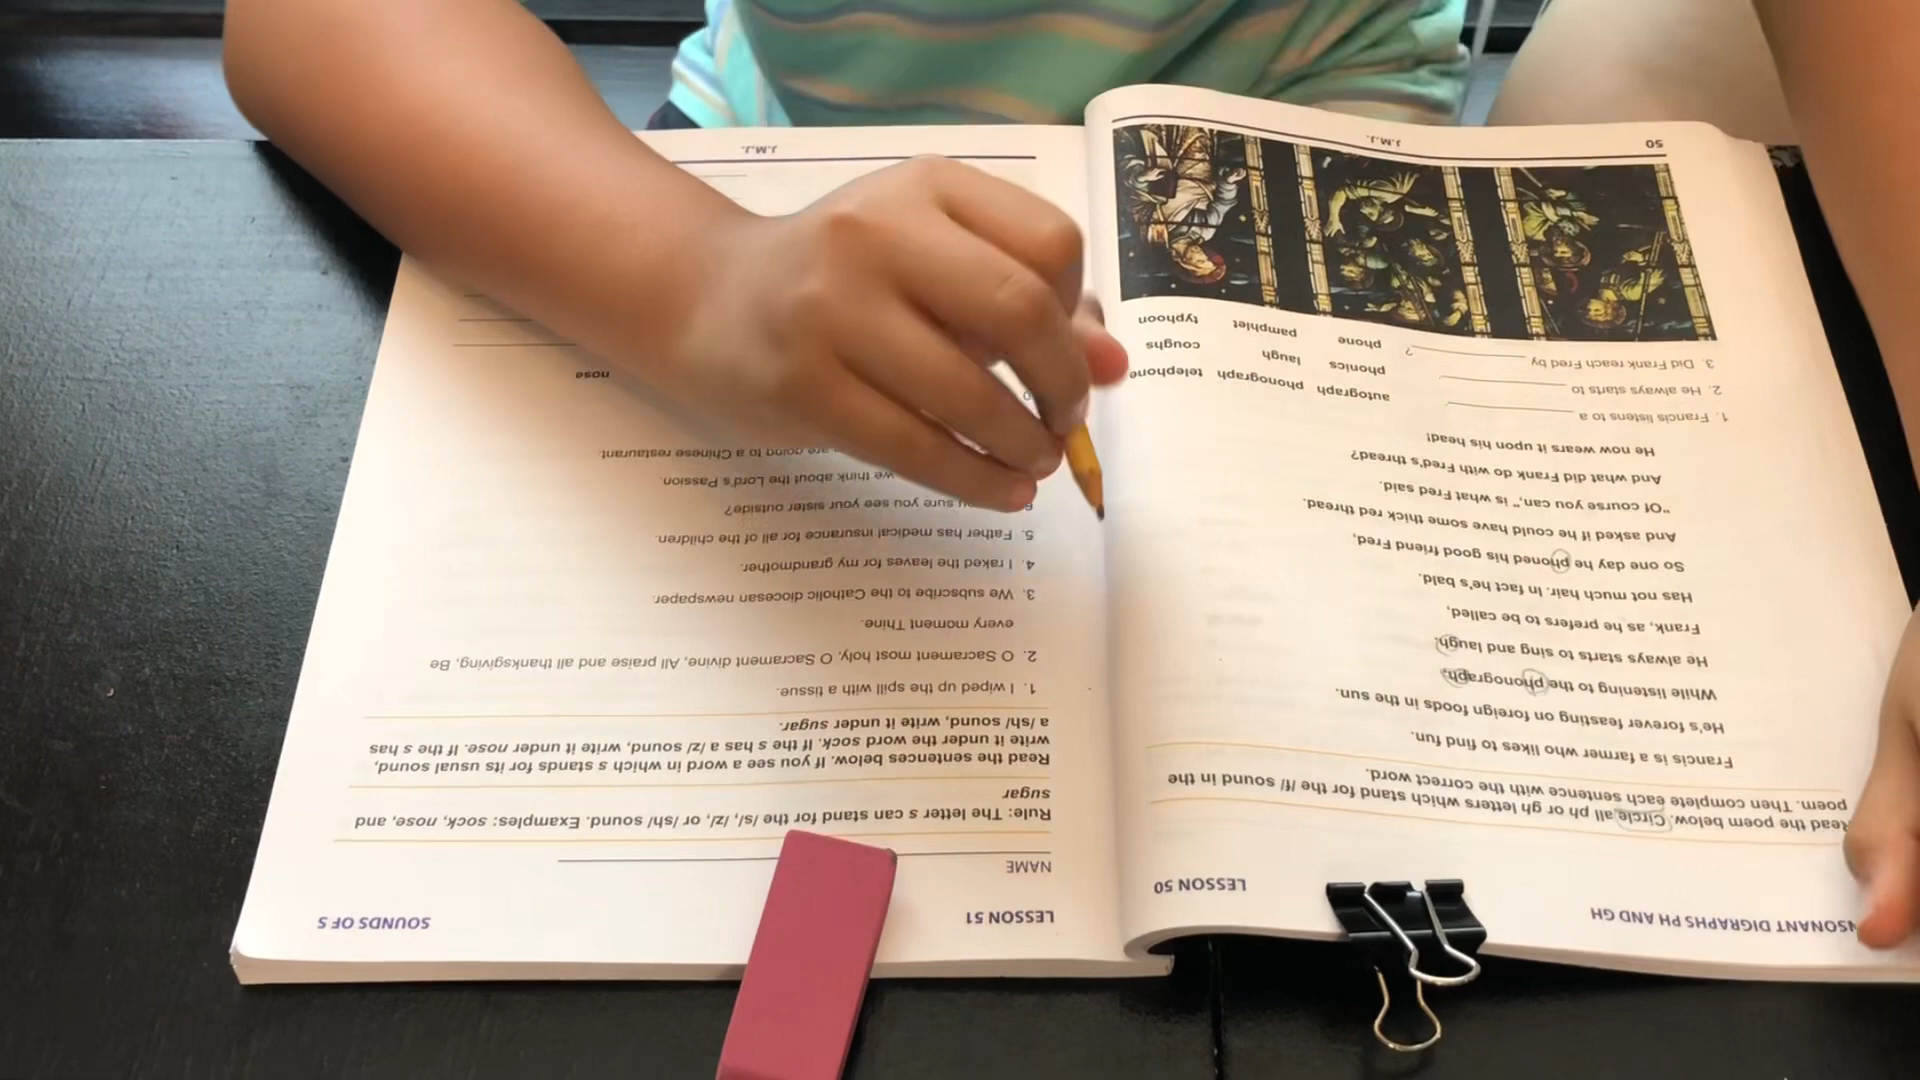 NSONANT DIGRAPHS PH AND GH
LESSON 50
Read the poem below. Circle all ph or gh letters which stand for the /f/ sound in the
poem. Then complete each sentence with the correct word.
Francis is a farmer who likes to find fun.
He's forever feasting on foreign foods in the sun.
While listening to the phonograph,
He always starts to sing and laugh.
Frank, as he prefers to be called,
Has not much hair. In fact he's bald.
So one day he phoned his good friend Fred,
And asked if he could have some thick red thread.
"Of course you can," is what Fred said.
And what did Frank do with Fred's thread?
He now wears it upon his head!
1. Francis listens to a
2. He always starts to
3. Did Frank reach Fred by ?
autograph phonograph telephone
phonics laugh coughs
phone pamphlet typhoon
50
J.M.J.
LESSON 51
SOUNDS OF S
NAME
Rule: The letter s can stand for the /s/, /z/, or /sh/ sound. Examples: sock, nose, and
sugar
Read the sentences below. If you see a word in which s stands for its usual sound,
write it under the word sock. If the s has a /z/ sound, write it under nose. If the s has
a /sh/ sound, write it under sugar.
1. I wiped up the spill with a tissue.
2. O Sacrament most holy, O Sacrament divine, All praise and all thanksgiving, Be
every moment Thine.
3. We subscribe to the Catholic diocesan newspaper.
4. I raked the leaves for my grandmother.
5. Father has medical insurance for all of the children.
sure you see your sister outside?
we think about the Lord's Passion.
are going to a Chinese restaurant.
nose
J.M.J.